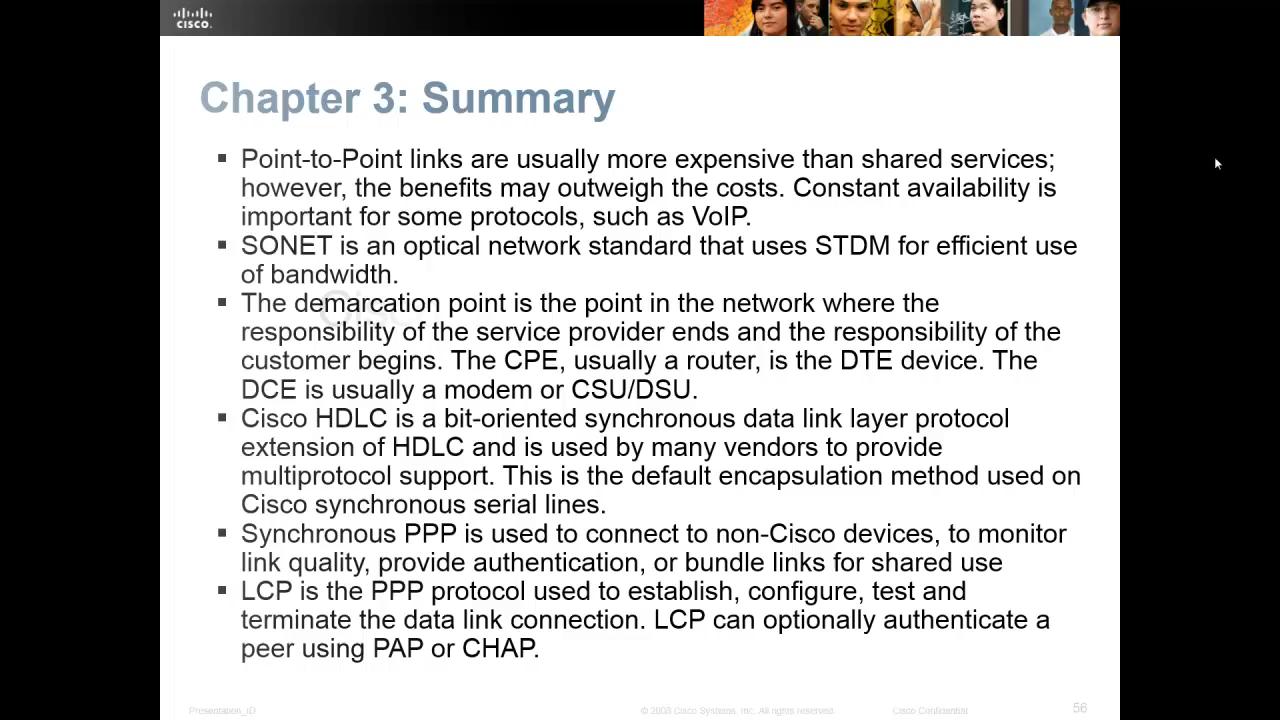 CISCO
Chapter 3: Summary
▪ Point-to-Point links are usually more expensive than shared services;
however, the benefits may outweigh the costs. Constant availability is
important for some protocols, such as VoIP.
▪ SONET is an optical network standard that uses STDM for efficient use
of bandwidth.
▪ The demarcation point is the point in the network where the
responsibility of the service provider ends and the responsibility of the
customer begins. The CPE, usually a router, is the DTE device. The
DCE is usually a modem or CSU/DSU.
▪ Cisco HDLC is a bit-oriented synchronous data link layer protocol
extension of HDLC and is used by many vendors to provide
multiprotocol support. This is the default encapsulation method used on
Cisco synchronous serial lines.
▪ Synchronous PPP is used to connect to non-Cisco devices, to monitor
link quality, provide authentication, or bundle links for shared use
▪ LCP is the PPP protocol used to establish, configure, test and
terminate the data link connection. LCP can optionally authenticate a
peer using PAP or CHAP.
Presentation_ID © 2008 Cisco Systems, Inc. All rights reserved. Cisco Confidential 56